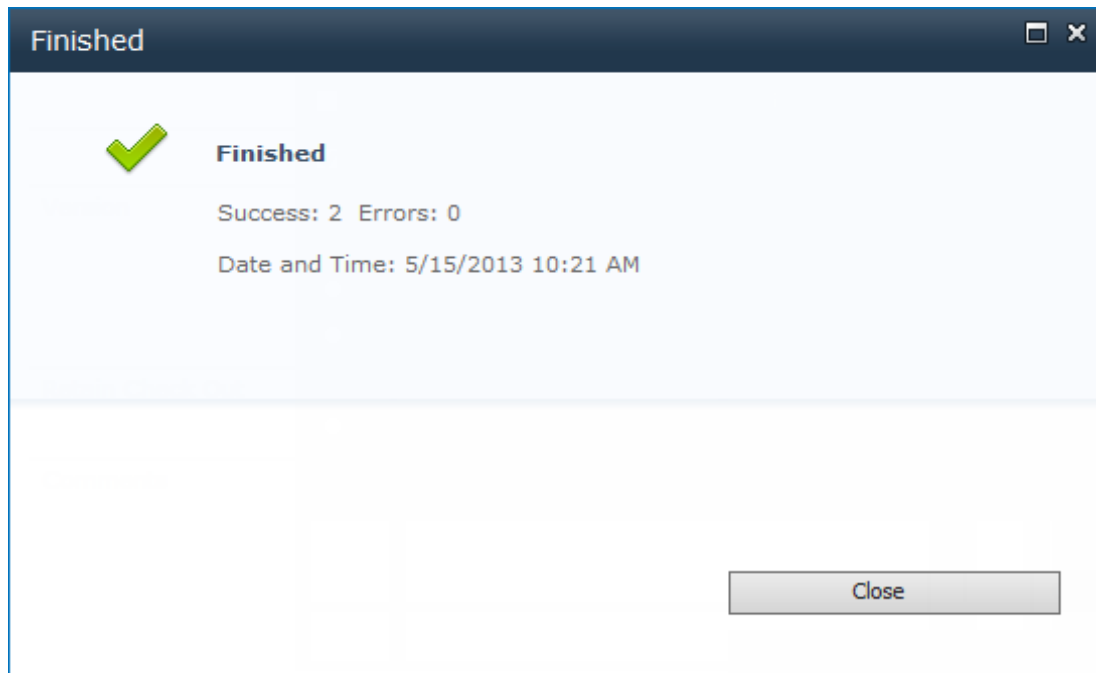 Finished
Finished
Success: 2  Errors: 0
Date and Time: 5/15/2013 10:21 AM
Close